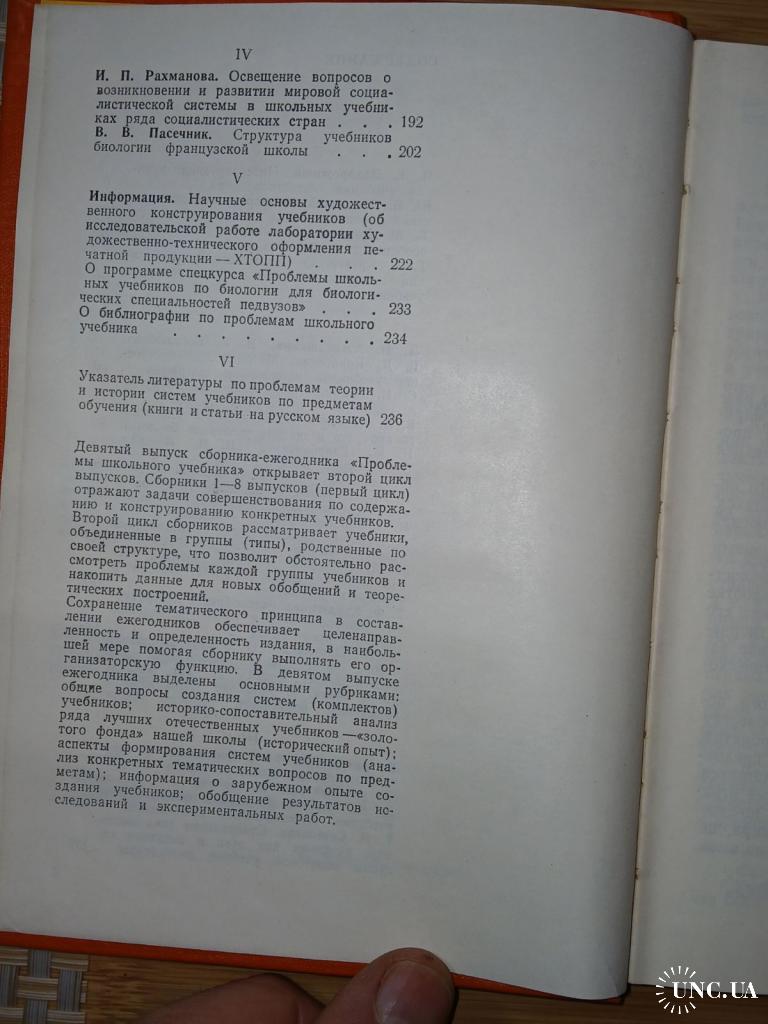 IV
И. П. Рахманова. Освещение вопросов о
возникновении и развитии мировой социа-
листической системы в школьных учебни-
ках ряда социалистических стран . . . 192
В. В. Пасечник. Структура учебников
биологии французской школы . . . 202
V
Информация. Научные основы художест-
венного конструирования учебников (об
исследовательской работе лаборатории ху-
дожественно-технического оформления пе-
чатной продукции — ХТОПП) . . . 222
О программе спецкурса «Проблемы школь-
ных учебников по биологии для биологи-
ческих специальностей педвузов» . . . 233
О библиографии по проблемам школьного
учебника . . . . . . . . . 234
VI
Указатель литературы по проблемам теории
и истории систем учебников по предметам
обучения (книги и статьи на русском языке) 236
Девятый выпуск сборника-ежегодника «Пробле-
мы школьного учебника» открывает второй цикл
выпусков. Сборники 1—8 выпусков (первый цикл)
отражают задачи совершенствования по содержа-
нию и конструированию конкретных учебников.
Второй цикл сборников рассматривает учебники,
объединенные в группы (типы), родственные по
своей структуре, что позволит обстоятельно рас-
смотреть проблемы каждой группы учебников и
накопить данные для новых обобщений и теоре-
тических построений.
Сохранение тематического принципа в состав-
лении ежегодников обеспечивает целенаправ-
ленность и определенность издания, в наиболь-
шей мере помогая сборнику выполнять его ор-
ганизаторскую функцию. В девятом выпуске
ежегодника выделены основными рубриками:
общие вопросы создания систем (комплектов)
учебников; историко-сопоставительный анализ
ряда лучших отечественных учебников — «золо-
того фонда» нашей школы (исторический опыт);
аспекты формирования систем учебников (ана-
лиз конкретных тематических вопросов по пред-
метам); информация о зарубежном опыте со-
здания учебников; обобщение результатов ис-
следований и экспериментальных работ.
UNC.UA